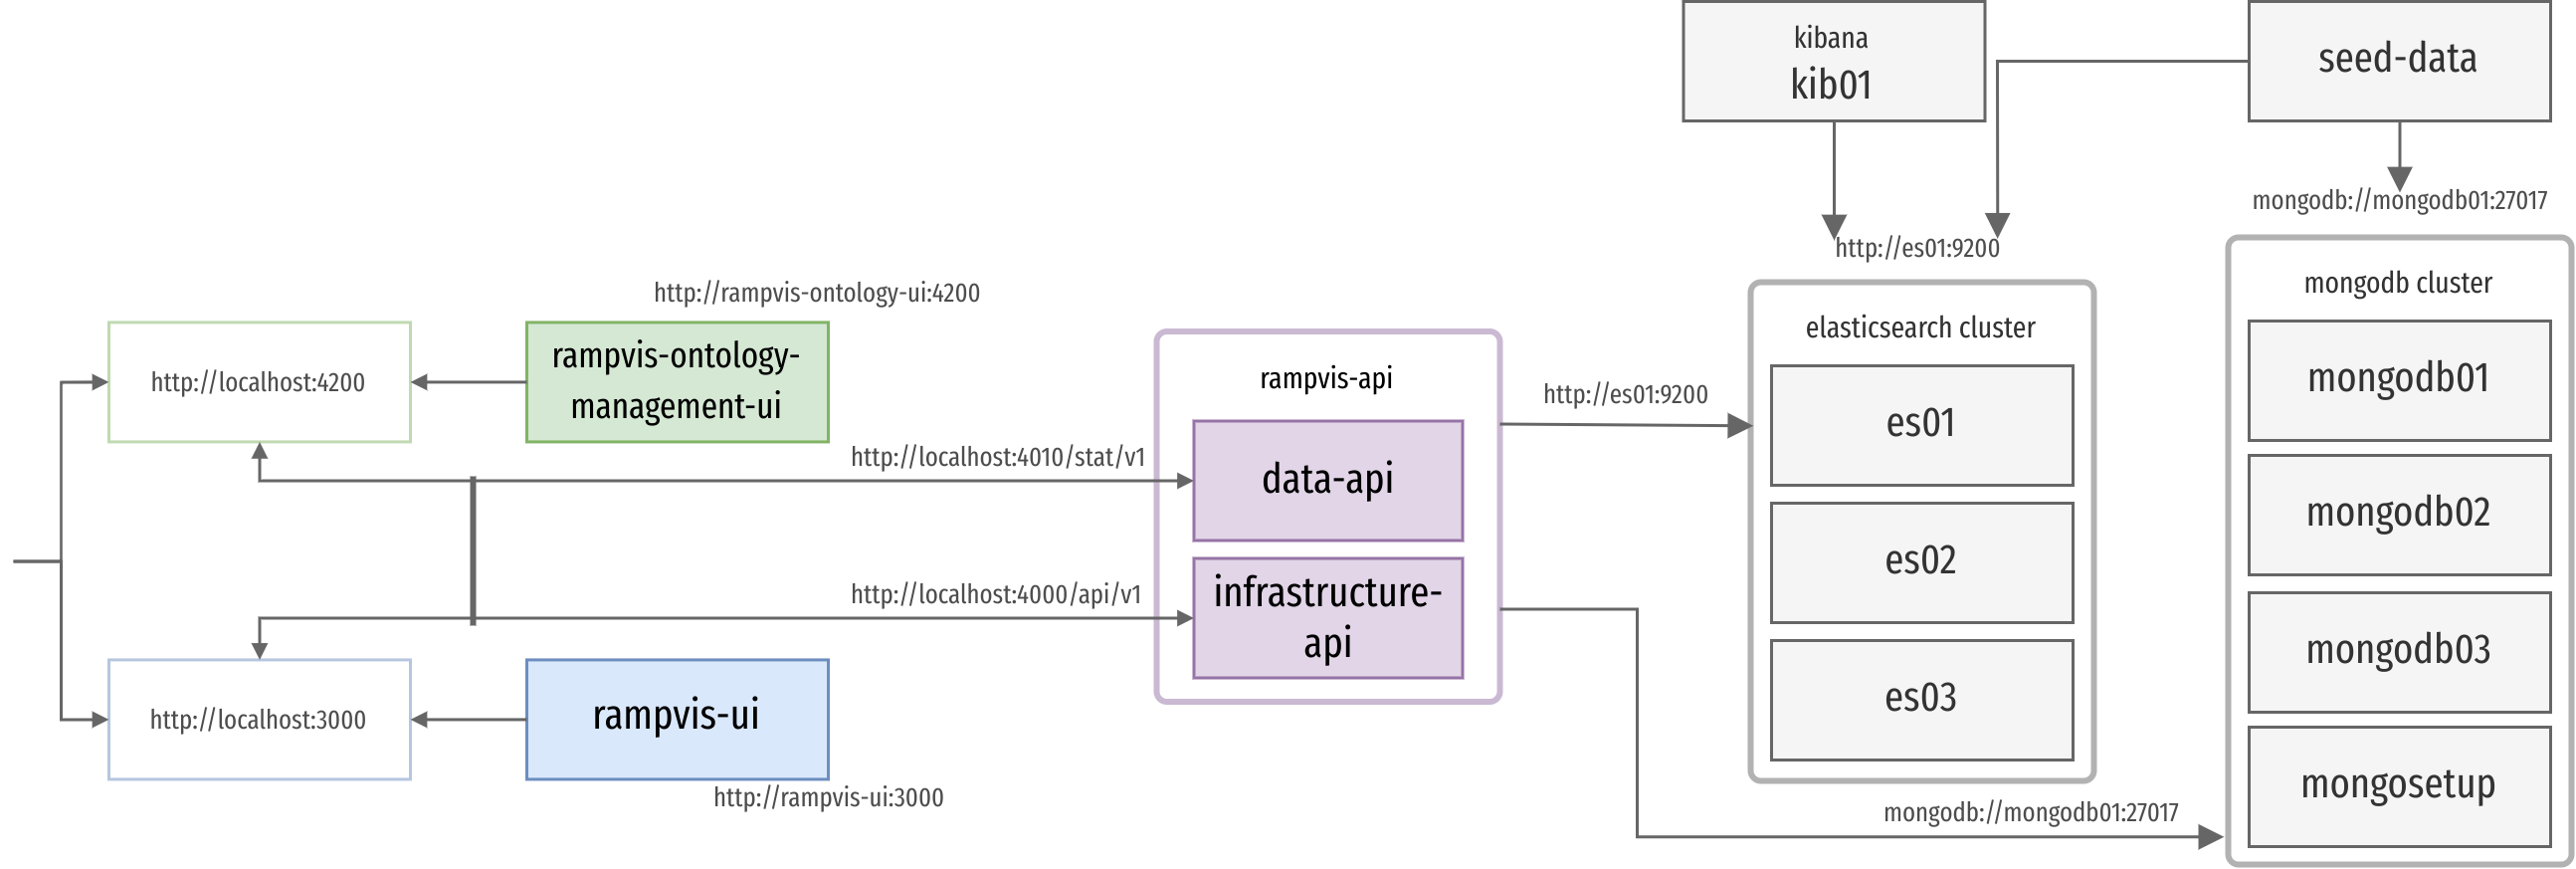 kibana
kib01
seed-data
mongodb://mongodb01:27017
http://es01:9200
http://rampvis-ontology-ui:4200
http://localhost:4200
rampvis-ontology-
management-ui
http://localhost:4010/stat/v1
http://localhost:4000/api/v1
http://localhost:3000
rampvis-ui
http://rampvis-ui:3000
rampvis-api
data-api
infrastructure-
api
http://es01:9200
elasticsearch cluster
es01
es02
es03
mongodb://mongodb01:27017
mongodb cluster
mongodb01
mongodb02
mongodb03
mongosetup